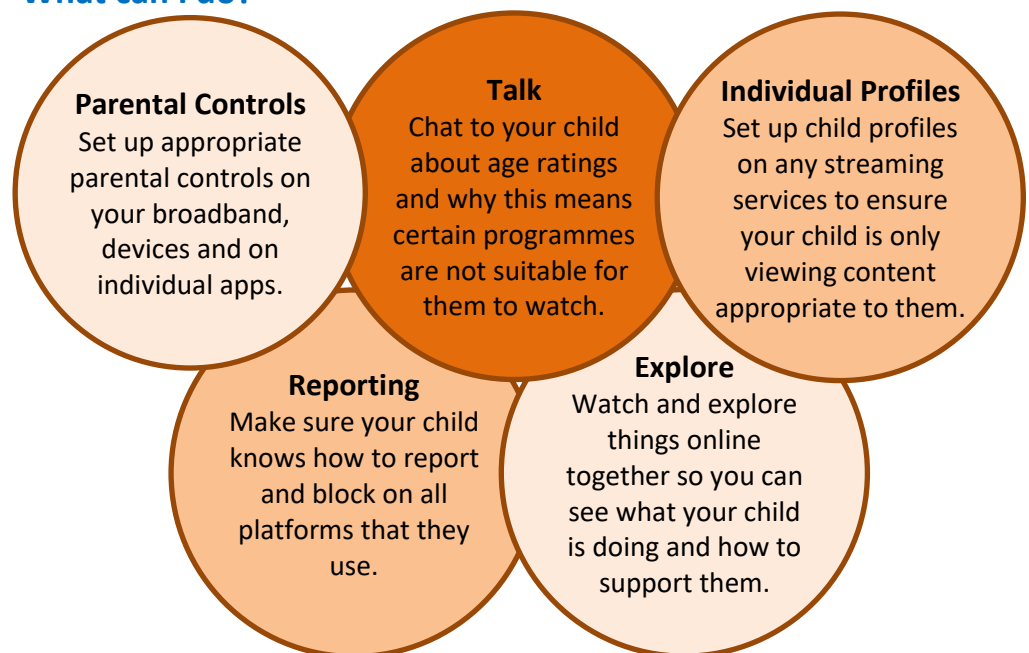 What can I do?
Parental Controls
Set up appropriate
parental controls on
your broadband,
devices and on
individual apps.
Talk
Chat to your child
about age ratings
and why this means
certain programmes
are not suitable for
them to watch.
Individual Profiles
Set up child profiles
on any streaming
services to ensure
your child is only
viewing content
appropriate to them.
Reporting
Make sure your child
knows how to report
and block on all
platforms that they
use.
Explore
Watch and explore
things online
together so you can
see what your child
is doing and how to
support them.